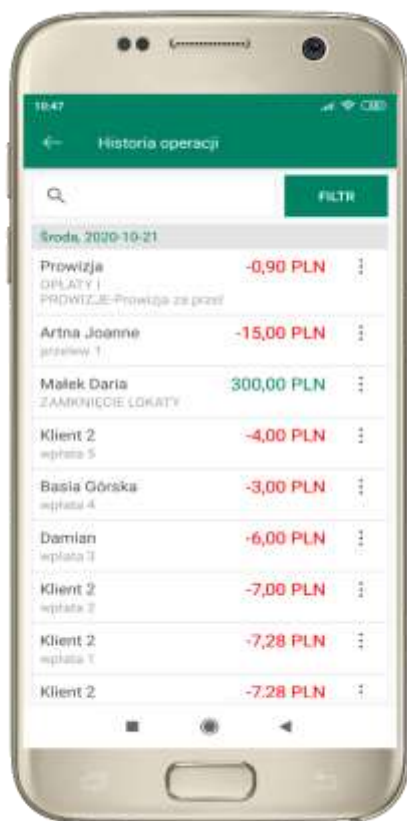 10:47
Historia operacji
FILTR
Środa, 2020-10-21
Prowizja -0,90 PLN
OPŁATY I
PROWIZJE-Prowizja za przel
Artna Joanne -15,00 PLN
przelew 1
Małek Daria 300,00 PLN
ZAMKNIĘCIE LOKATY
Klient 2 -4,00 PLN
wpłata 5
Basia Górska -3,00 PLN
wpłata 4
Damian -6,00 PLN
wpłata 3
Klient 2 -7,00 PLN
wpłata 2
Klient 2 -7,28 PLN
wpłata 1
Klient 2 -7.28 PLN